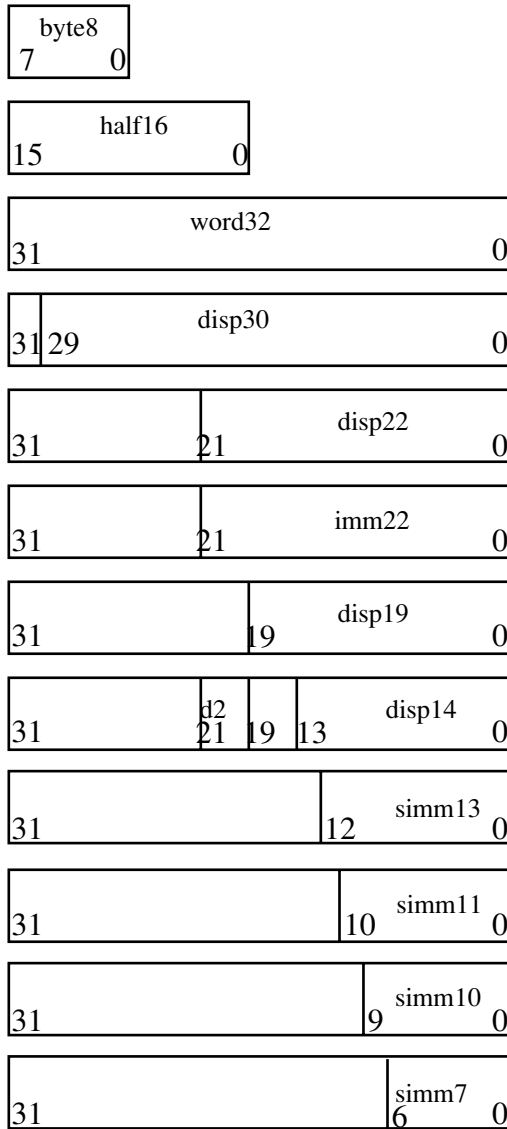 byte8
7 0
half16
15 0
word32
31 0
disp30
31 29 0
disp22
31 21 0
imm22
31 21 0
disp19
31 19 0
d2 disp14
31 21 19 13 0
simm13
31 12 0
simm11
31 10 0
simm10
31 9 0
simm7
31 6 0